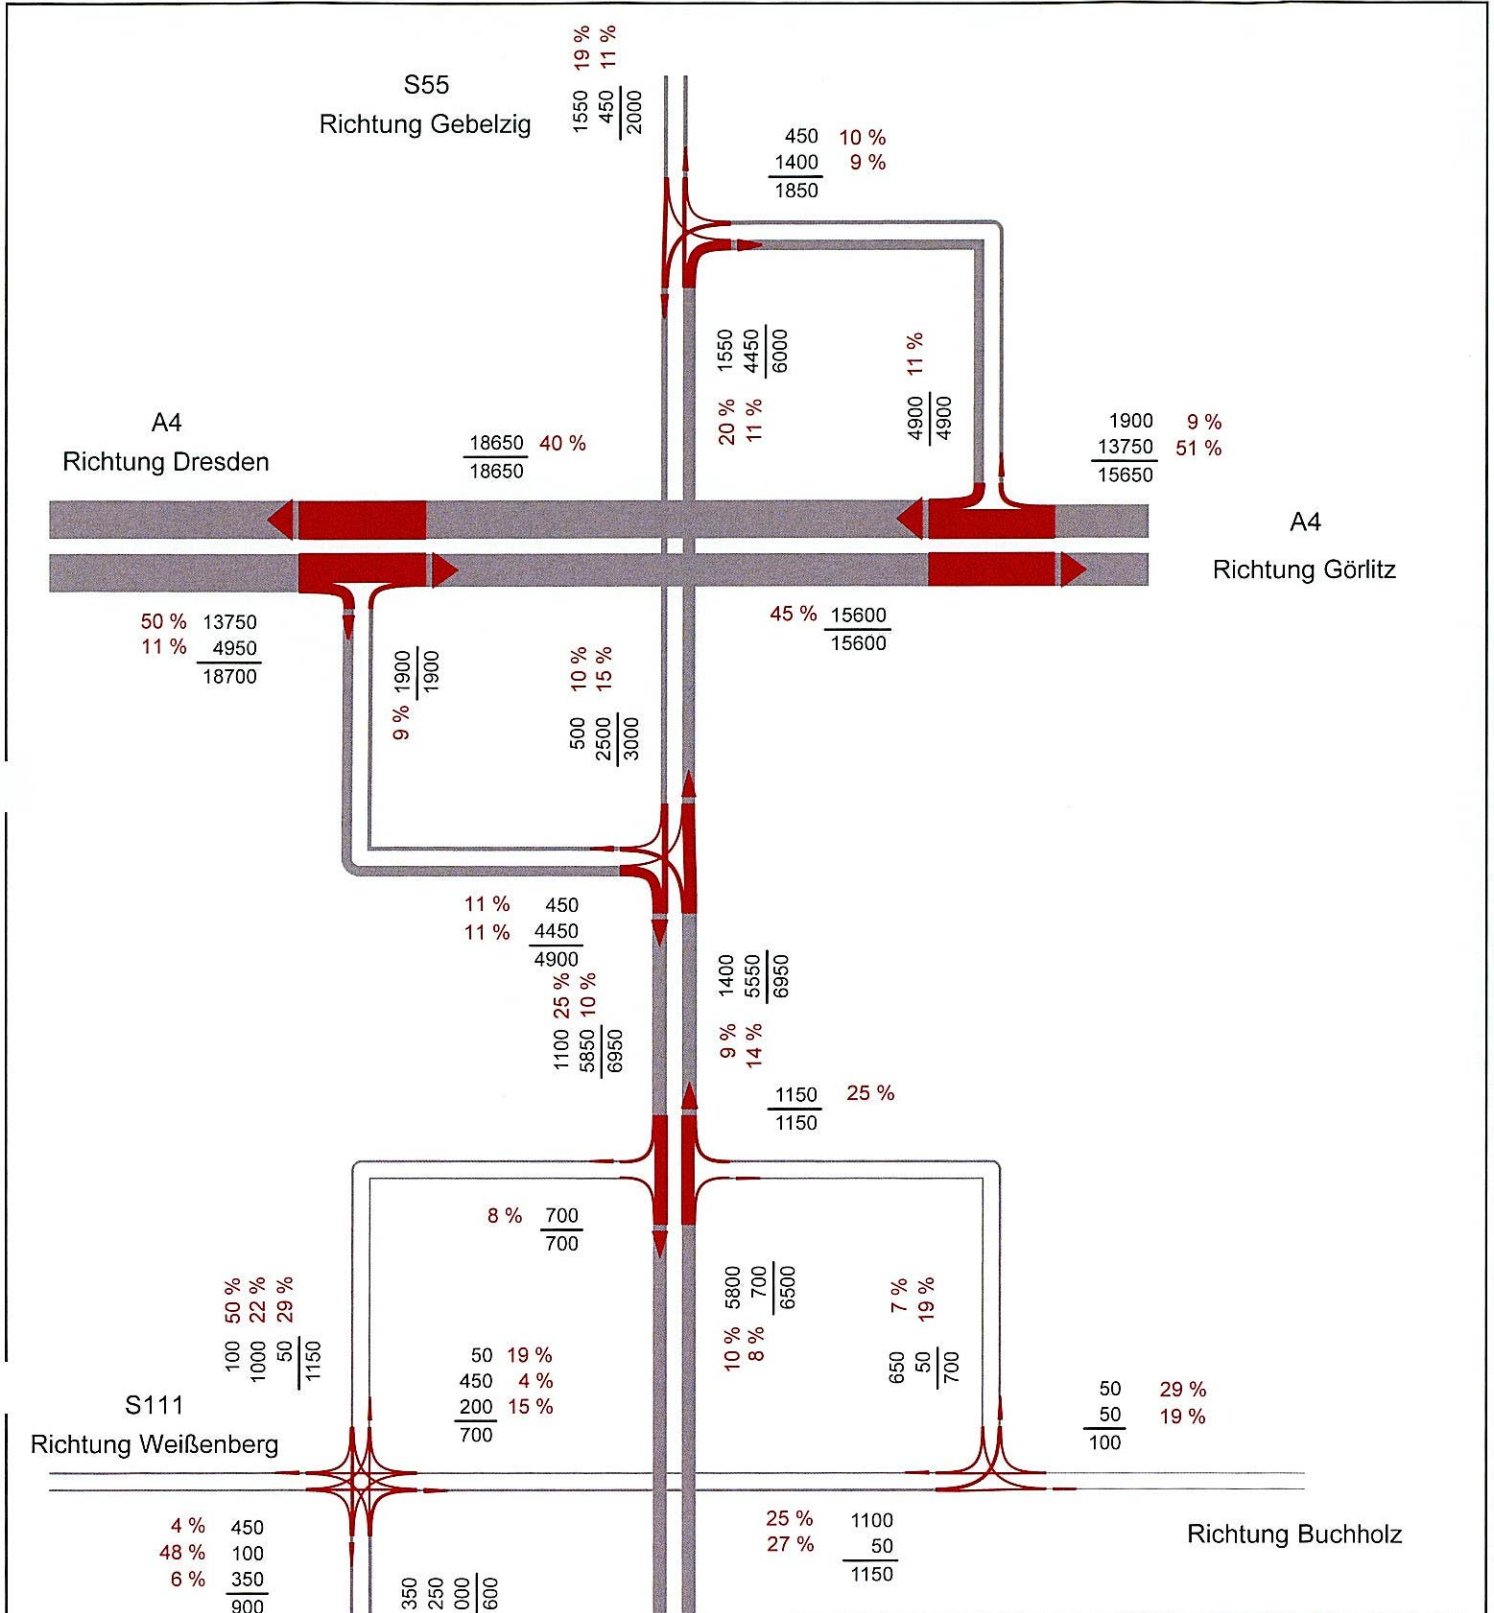 19 %
11 %
1550
450
2000
S55
Richtung Gebelzig
450 10 %
1400 9 %
1850
1550
4450
6000
20 %
11 %
11 %
4900
4900
A4
Richtung Dresden
18650 40 %
18650
1900 9 %
13750 51 %
15650
A4
Richtung Görlitz
50 % 13750
11 % 4950
18700
45 % 15600
15600
9 % 1900
1900
10 %
15 %
500
2500
3000
11 % 450
11 % 4450
4900
25 %
10 %
1100
5850
6950
1400
5550
6950
9 %
14 %
1150 25 %
1150
8 % 700
700
5800
700
6500
10 %
8 %
7 %
19 %
650
50
700
50 %
22 %
29 %
100
1000
50
1150
50 19 %
450 4 %
200 15 %
700
50 29 %
50 19 %
100
S111
Richtung Weißenberg
4 % 450
48 % 100
6 % 350
900
350
250
000
600
25 % 1100
27 % 50
1150
Richtung Buchholz